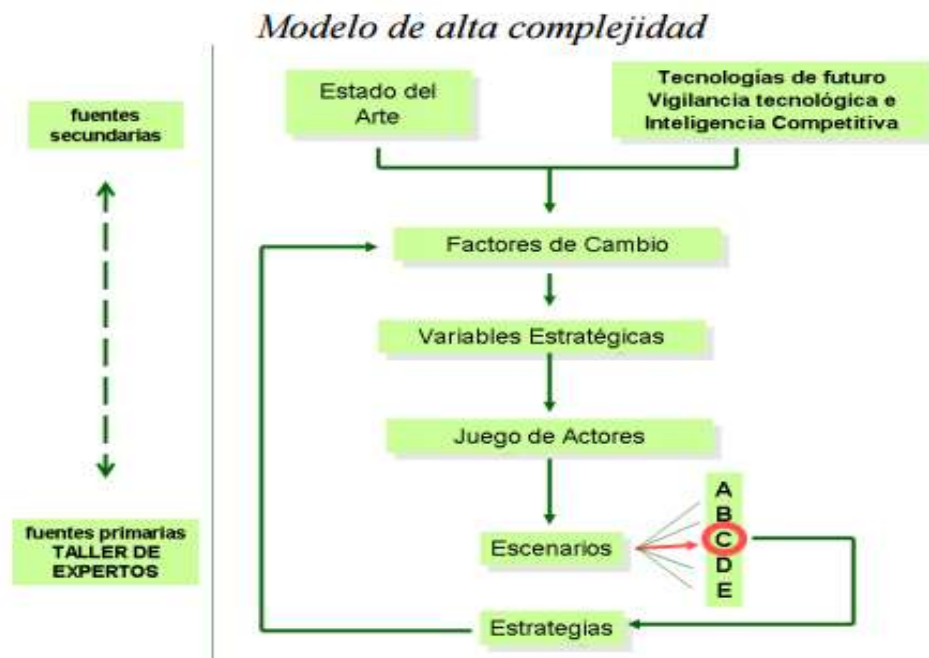 Modelo de alta complejidad
fuentes
secundarias
Estado del
Arte
Tecnologías de futuro
Vigilancia tecnológica e
Inteligencia Competitiva
Factores de Cambio
Variables Estratégicas
Juego de Actores
fuentes primarias
TALLER DE
EXPERTOS
Escenarios
A
B
C
D
E
Estrategias